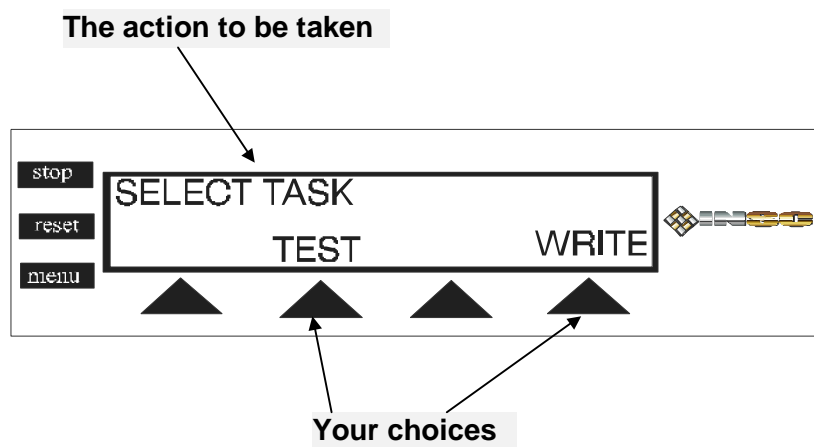 The action to be taken
stop
SELECT TASK
reset
TEST WRITE
menu
Your choices